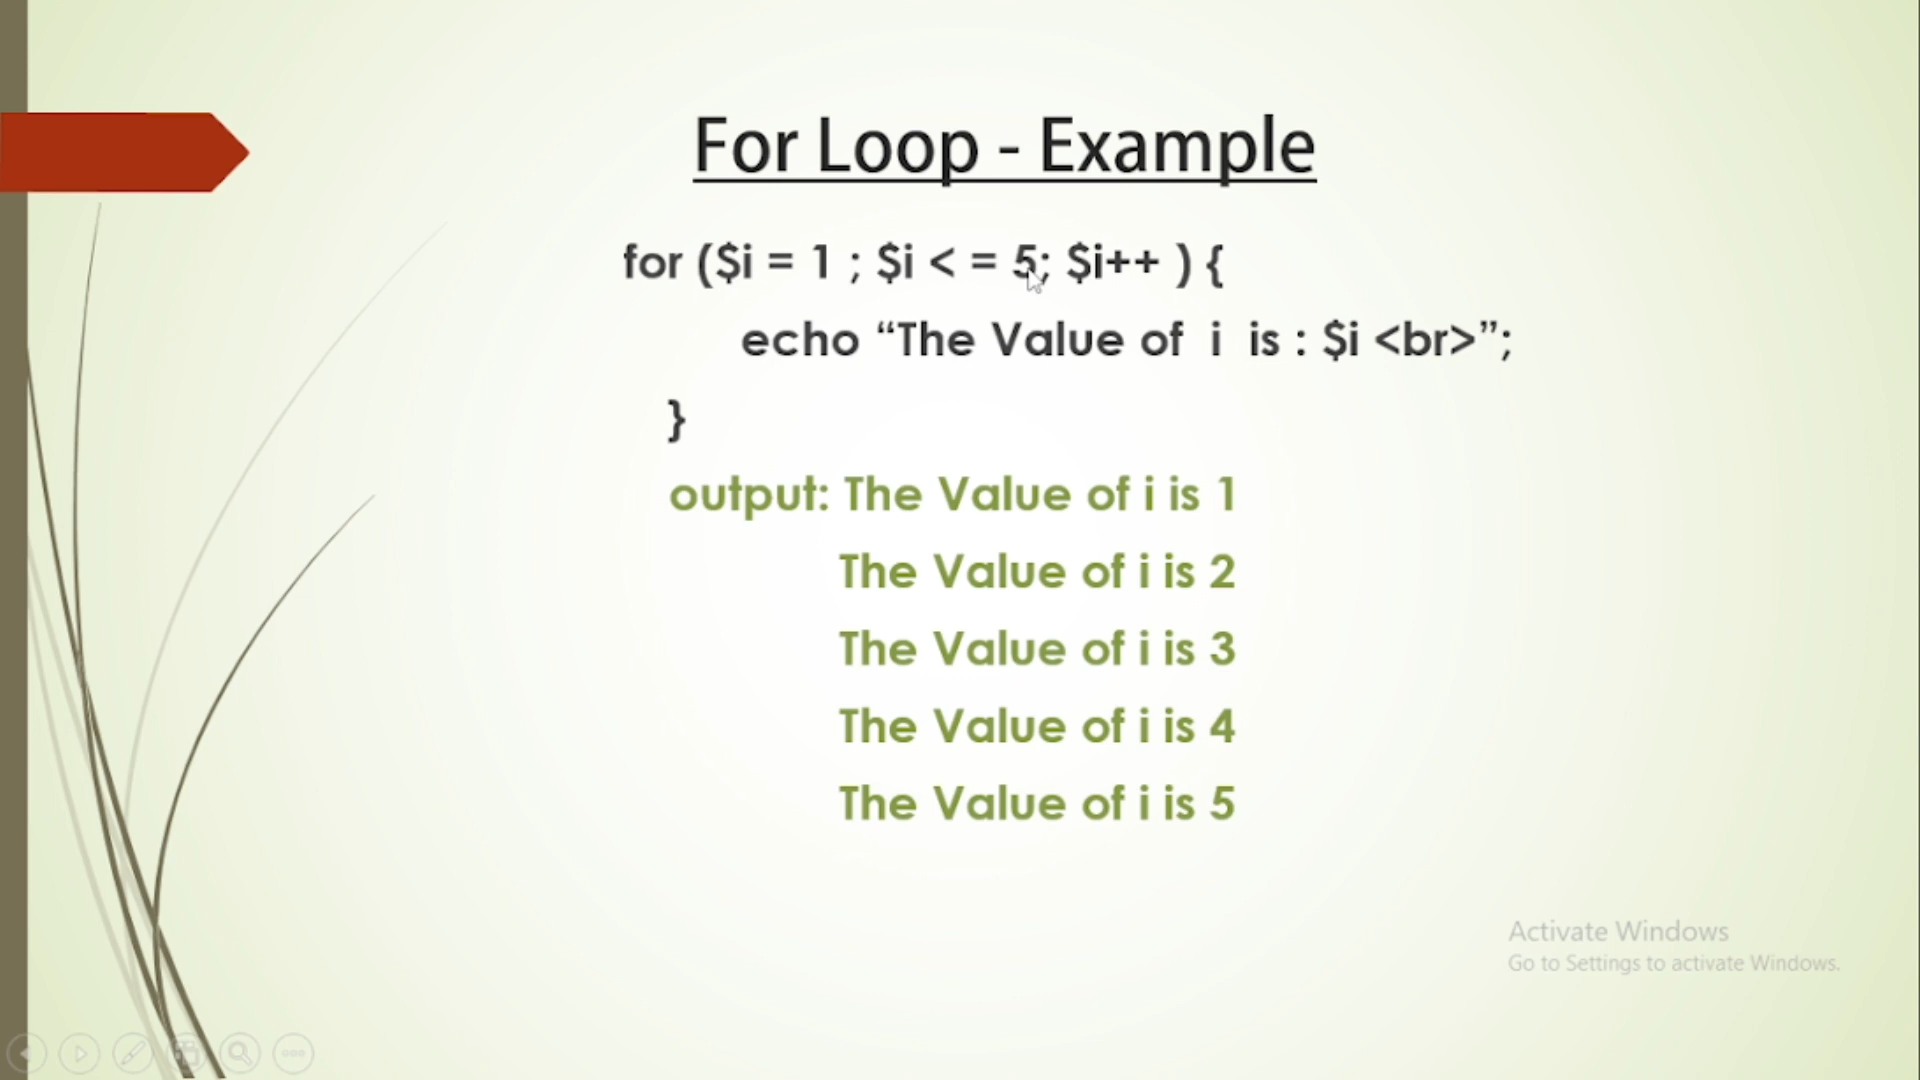 For Loop - Example
for ($i = 1 ; $i < = 5; $i++ ) {
echo “The Value of i is : $i <br>”;
}
output: The Value of i is 1
The Value of i is 2
The Value of i is 3
The Value of i is 4
The Value of i is 5
Activate Windows
Go to Settings to activate Windows.